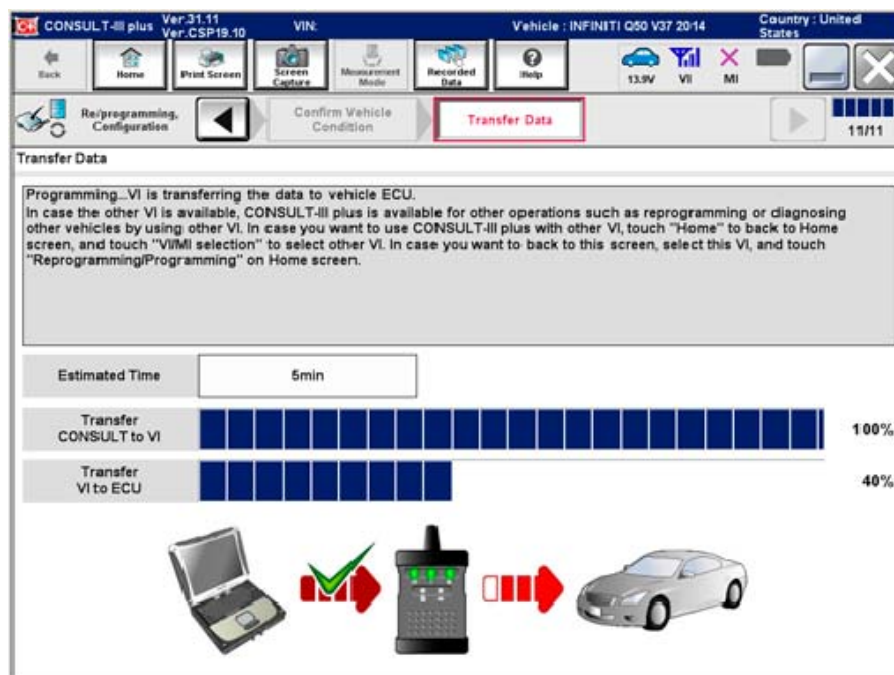 CONSULT-III plus Ver.31.11 VIN: Vehicle : INFINITI Q50 V37 2014 Country : United
Ver.CSP19.10 States
Back Home Print Screen Screen Capture Measurement Mode Recorded Data Help 13.9V VI MI
Re/programming, Configuration Confirm Vehicle Condition Transfer Data 11/11
Transfer Data
Programming...VI is transferring the data to vehicle ECU.
In case the other VI is available, CONSULT-III plus is available for other operations such as reprogramming or diagnosing
other vehicles by using other VI. In case you want to use CONSULT-III plus with other VI, touch "Home" to back to Home
screen, and touch "VI/MI selection" to select other VI. In case you want to back to this screen, select this VI, and touch
"Reprogramming/Programming" on Home screen.
Estimated Time 5min
Transfer
CONSULT to VI 100%
Transfer
VI to ECU 40%